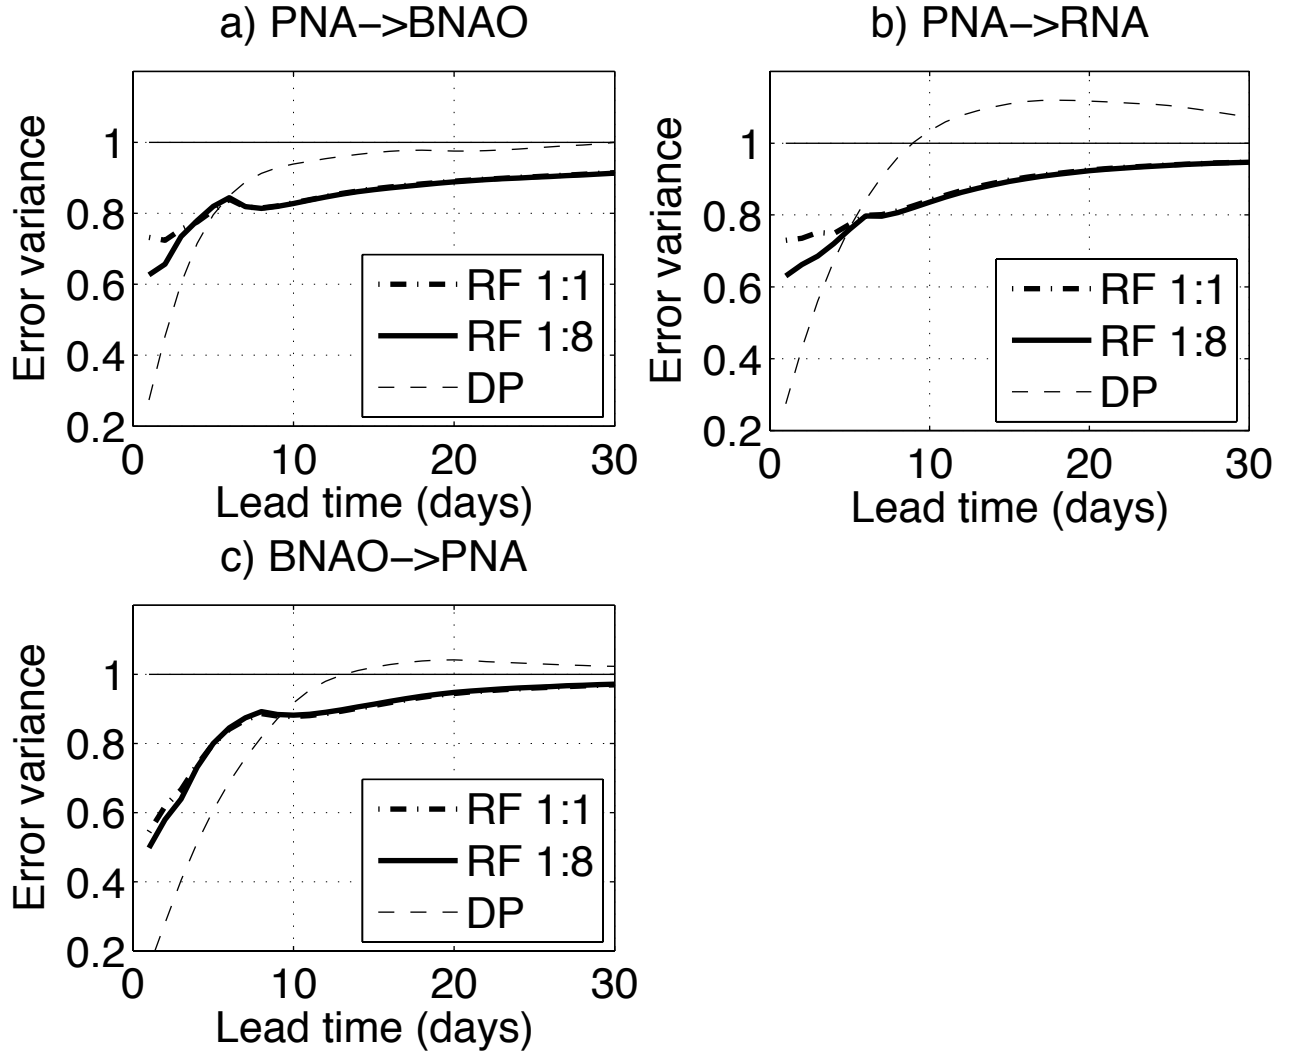 a) PNA−>BNAO
Error variance
1
0.8
0.6
0.4
0.2
0
10
20
30
Lead time (days)
RF 1:1
RF 1:8
DP
b) PNA−>RNA
Error variance
1
0.8
0.6
0.4
0.2
0
10
20
30
Lead time (days)
RF 1:1
RF 1:8
DP
c) BNAO−>PNA
Error variance
1
0.8
0.6
0.4
0.2
0
10
20
30
Lead time (days)
RF 1:1
RF 1:8
DP